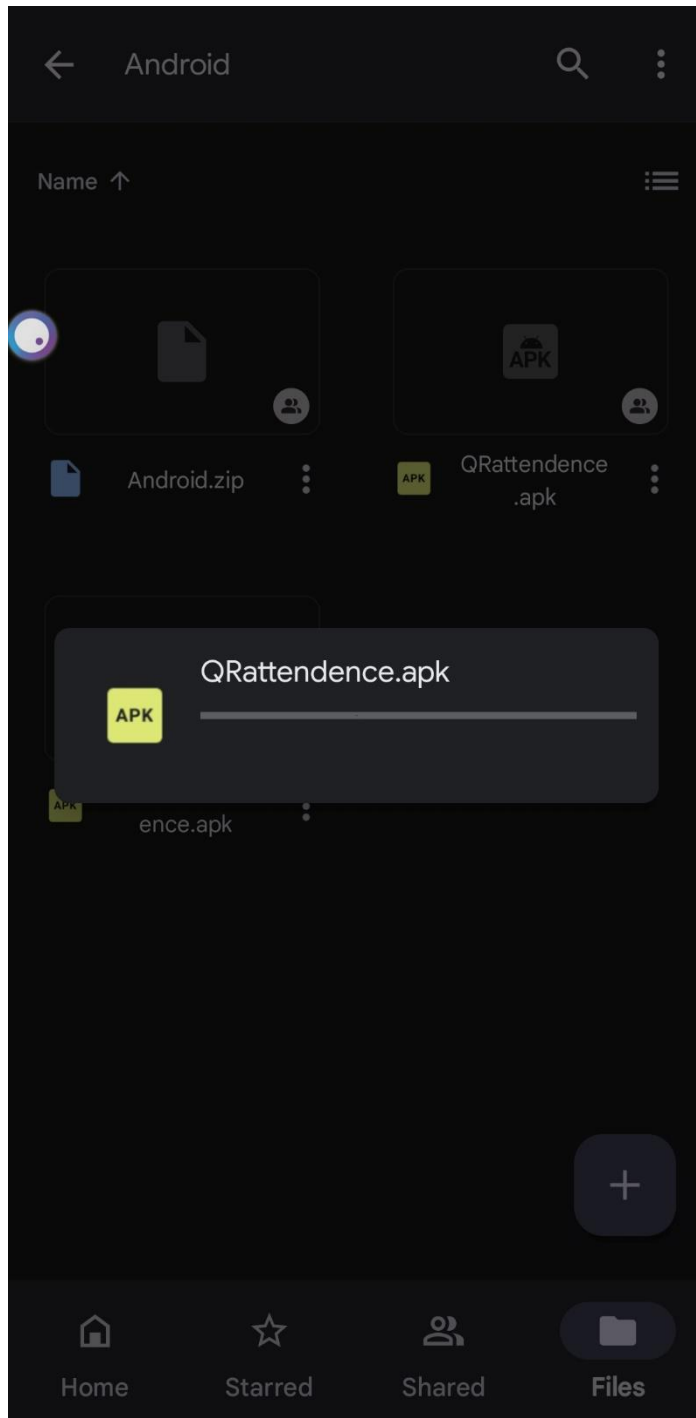 Android
Name
Android.zip
APK
APK
QRattendence
.apk
QRattendence.apk
APK
APK
ence.apk
Home
Starred
Shared
Files